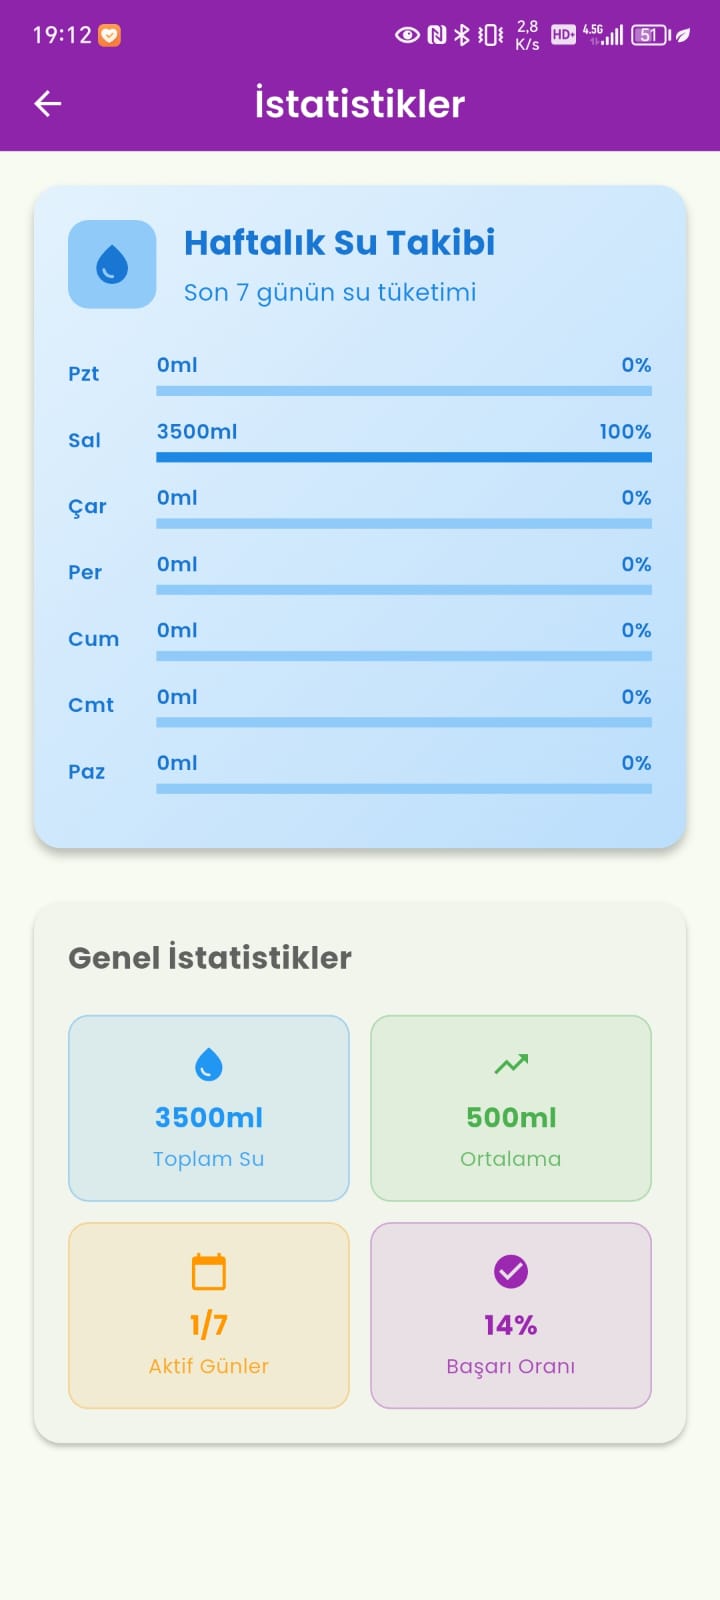 19:12 2,8 K/s HD+ 4.5G 51
İstatistikler
Haftalık Su Takibi
Son 7 günün su tüketimi
Pzt 0ml 0%
Sal 3500ml 100%
Çar 0ml 0%
Per 0ml 0%
Cum 0ml 0%
Cmt 0ml 0%
Paz 0ml 0%
Genel İstatistikler
3500ml
Toplam Su
500ml
Ortalama
1/7
Aktif Günler
14%
Başarı Oranı